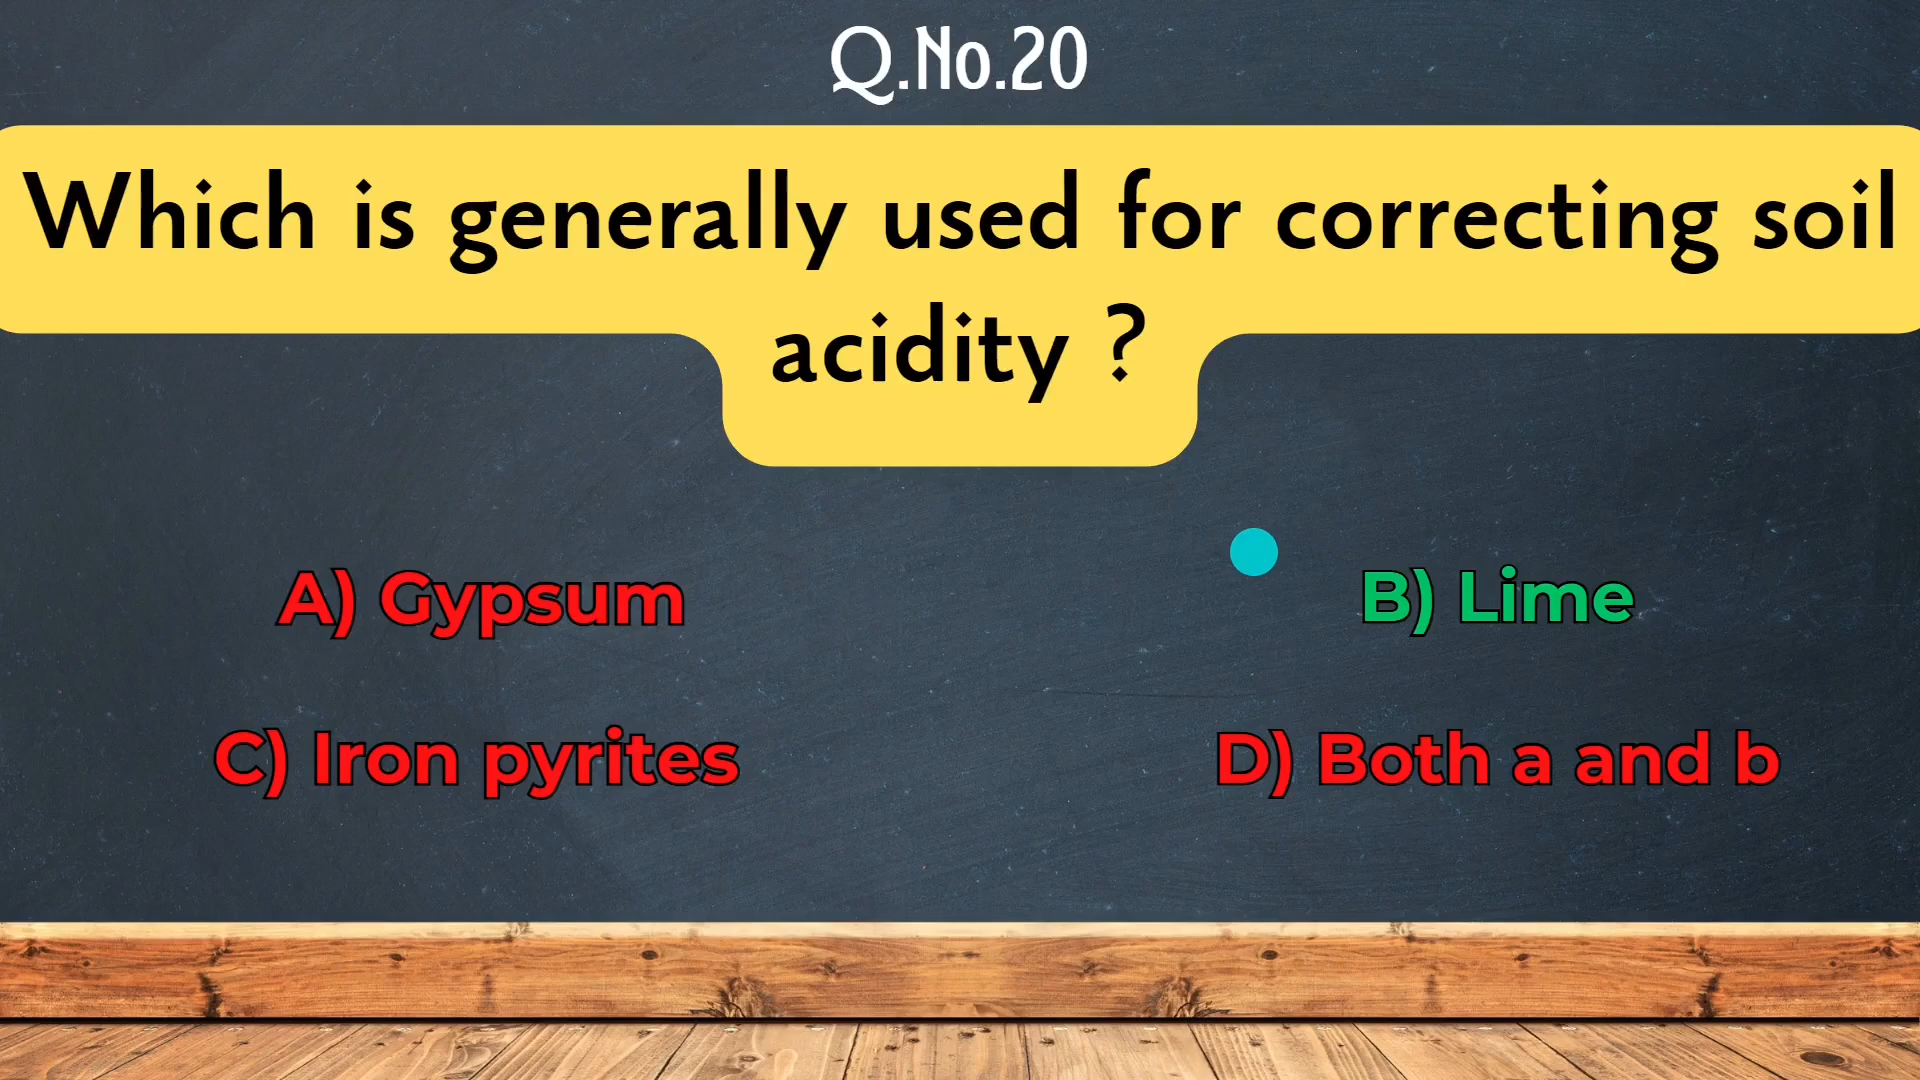 Q.No.20
Which is generally used for correcting soil
acidity ?
A) Gypsum
B) Lime
C) Iron pyrites
D) Both a and b